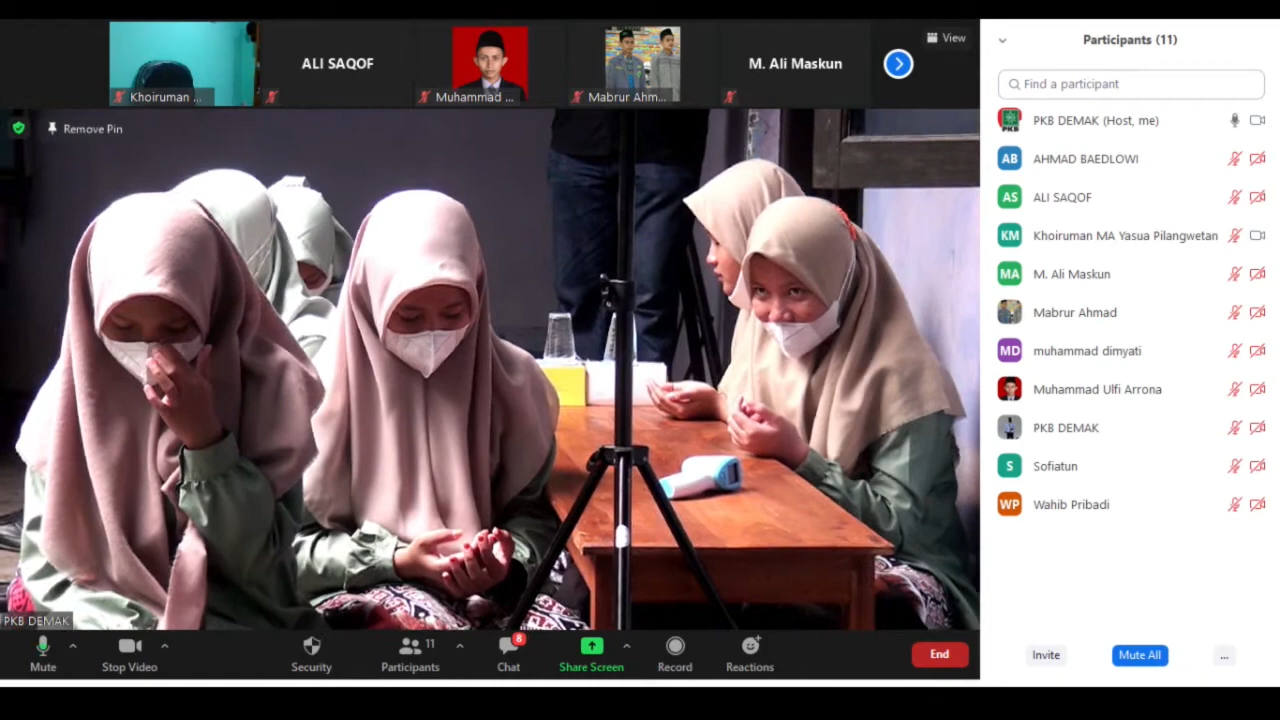 View
ALI SAQOF
M. Ali Maskun
Khoiruman ...
Muhammad ...
Mabrur Ahm...
Remove Pin
PKB DEMAK
Mute
Stop Video
Security
11
Participants
8
Chat
Share Screen
Record
Reactions
End
Participants (11)
Find a participant
PKB
PKB DEMAK (Host, me)
AB AHMAD BAEDLOWI
AS ALI SAQOF
KM Khoiruman MA Yasua Pilangwetan
MA M. Ali Maskun
Mabrur Ahmad
MD muhammad dimyati
Muhammad Ulfi Arrona
PKB DEMAK
S Sofiatun
WP Wahib Pribadi
Invite
Mute All
...